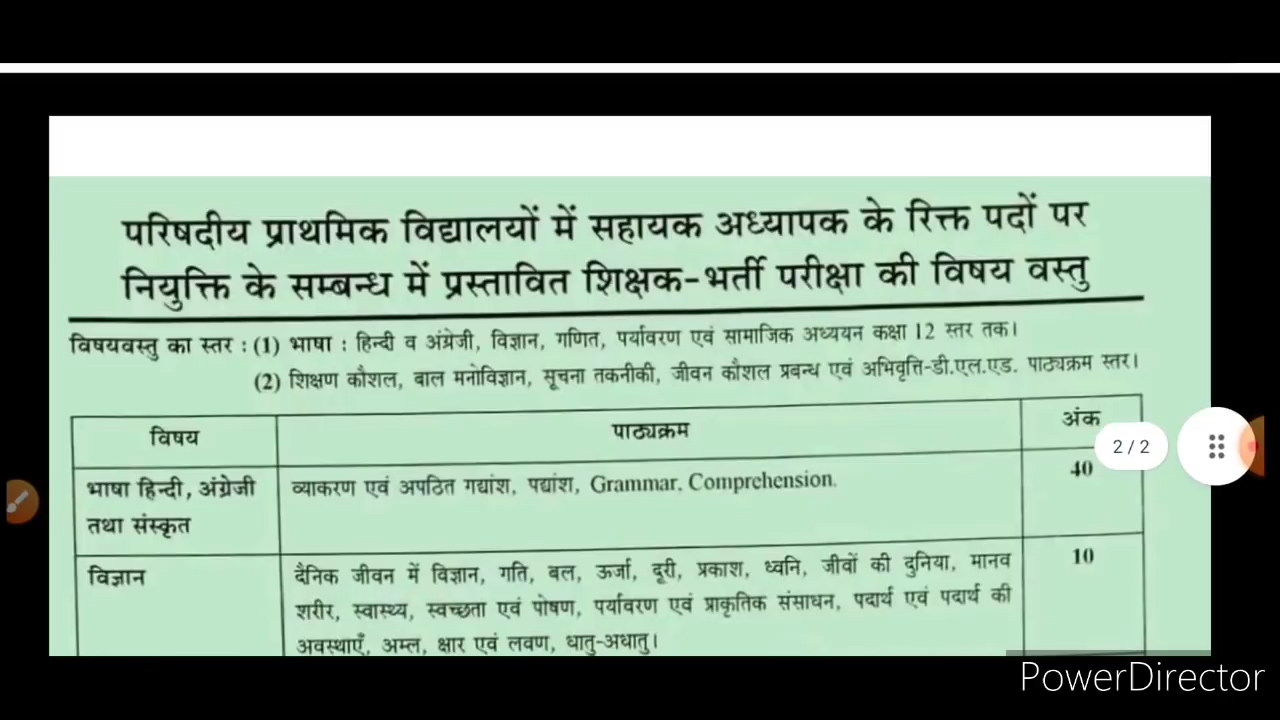 परिषदीय प्राथमिक विद्यालयों में सहायक अध्यापक के रिक्त पदों पर
नियुक्ति के सम्बन्ध में प्रस्तावित शिक्षक-भर्ती परीक्षा की विषय वस्तु
विषयवस्तु का स्तर : (1) भाषा : हिन्दी व अंग्रेजी, विज्ञान, गणित, पर्यावरण एवं सामाजिक अध्ययन कक्षा 12 स्तर तक।
(2) शिक्षण कौशल, बाल मनोविज्ञान, सूचना तकनीकी, जीवन कौशल प्रबन्ध एवं अभिवृत्ति-डी.एल.एड. पाठ्यक्रम स्तर।
विषय पाठ्यक्रम अंक
2 / 2
भाषा हिन्दी, अंग्रेजी व्याकरण एवं अपठित गद्यांश, पद्यांश, Grammar. Comprehension. 40
तथा संस्कृत
विज्ञान दैनिक जीवन में विज्ञान, गति, बल, ऊर्जा, दूरी, प्रकाश, ध्वनि, जीवों की दुनिया, मानव 10
शरीर, स्वास्थ्य, स्वच्छता एवं पोषण, पर्यावरण एवं प्राकृतिक संसाधन, पदार्थ एवं पदार्थ की
अवस्थाएँ, अम्ल, क्षार एवं लवण, धातु-अधातु।
PowerDirector